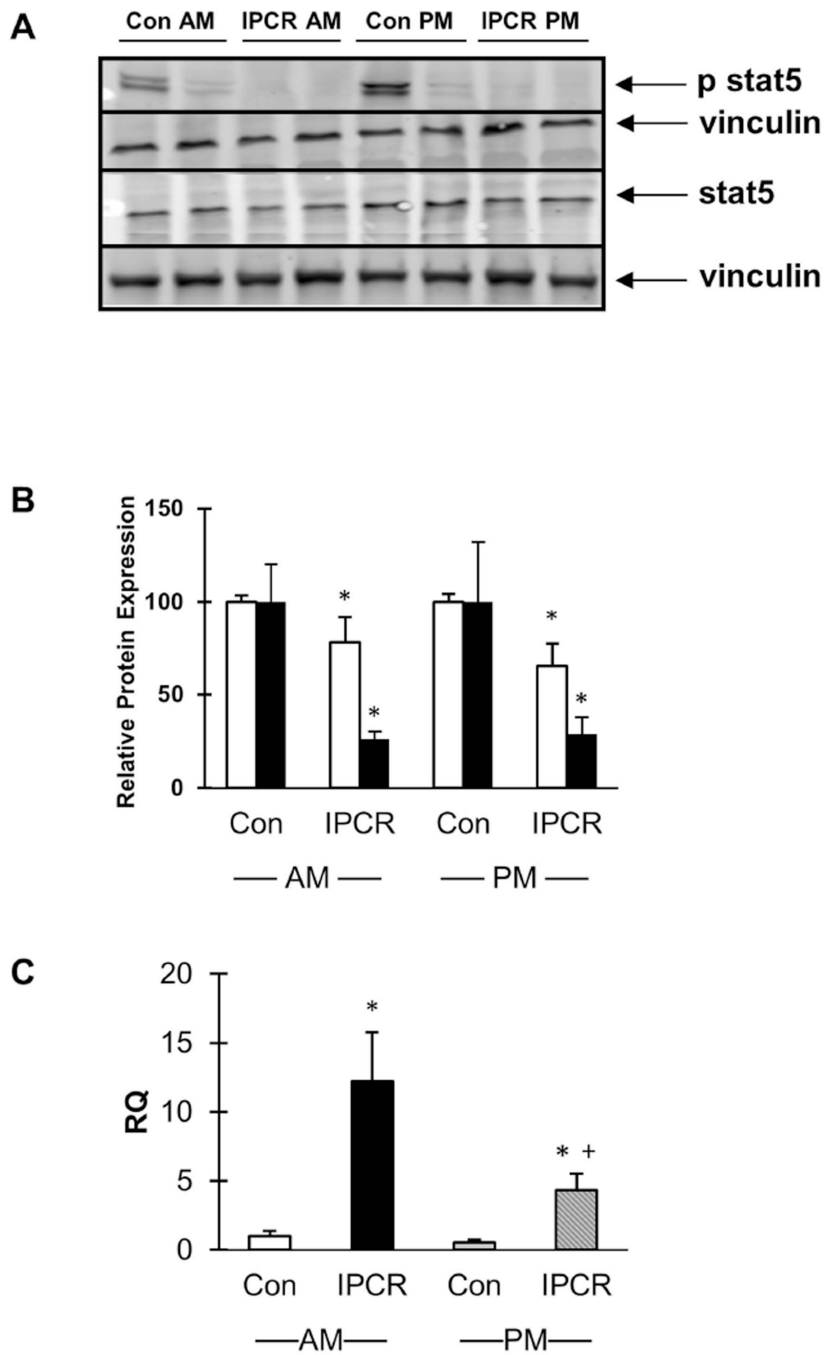 A
Con AM IPCR AM Con PM IPCR PM
p stat5
vinculin
stat5
vinculin
B
Relative Protein Expression
150
100
50
0
*
*
*
*
Con IPCR Con IPCR
AM PM
C
RQ
20
15
10
5
0
*
* +
Con IPCR Con IPCR
AM PM